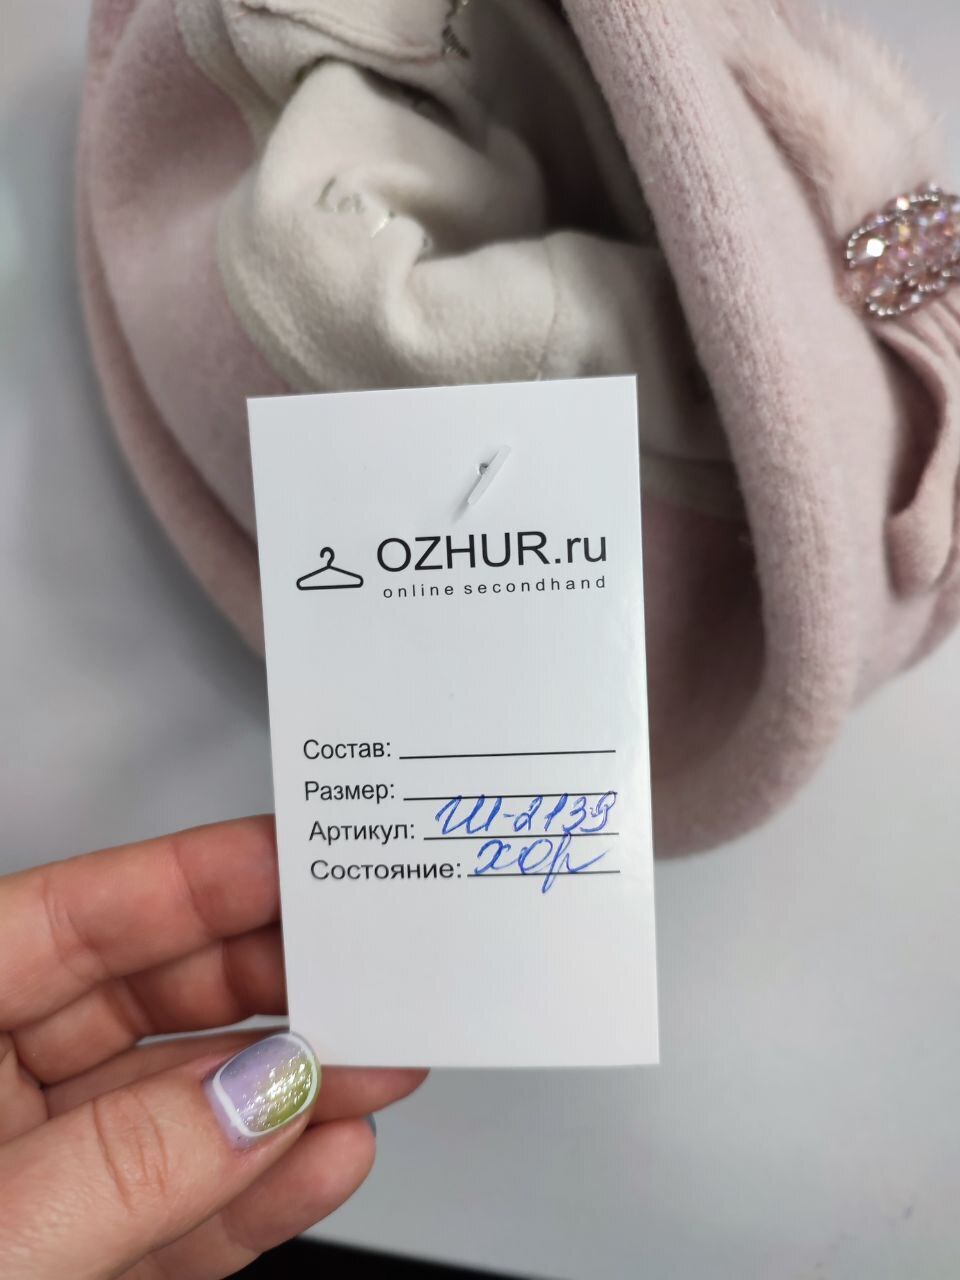 OZHUR.ru
online secondhand
Состав:
Размер:
Артикул: Ш-2139
Состояние: хор